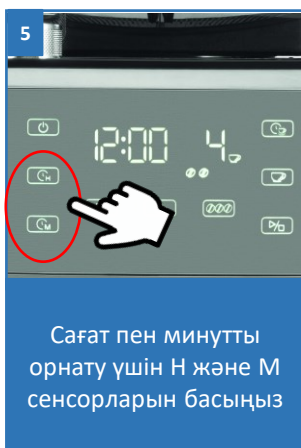 5
12:00 4
H
M
Сағат пен минутты
орнату үшін Н және М
сенсорларын басыңыз